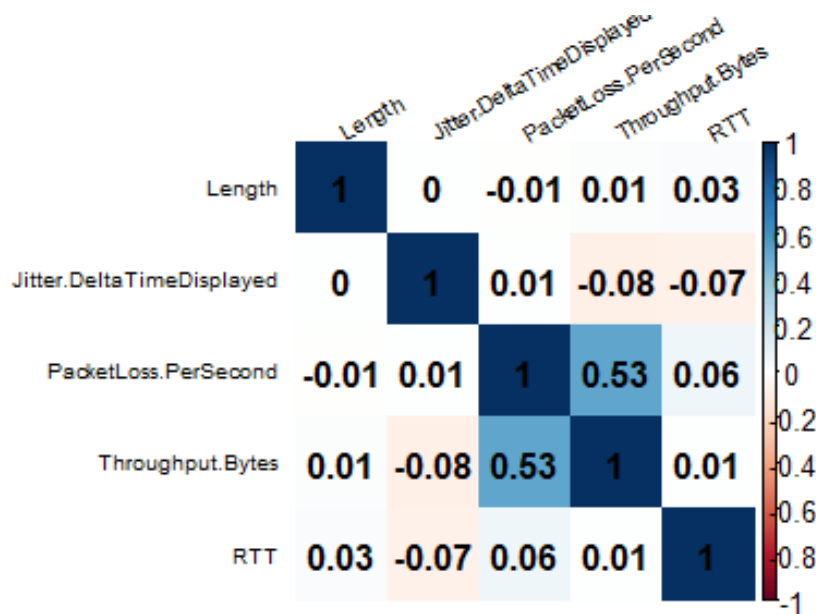 Length
Jitter.DeltaTimeDisplayed
PacketLoss.PerSecond
Throughput.Bytes
RTT
Length 1 0 -0.01 0.01 0.03
Jitter.DeltaTimeDisplayed 0 1 0.01 -0.08 -0.07
PacketLoss.PerSecond -0.01 0.01 1 0.53 0.06
Throughput.Bytes 0.01 -0.08 0.53 1 0.01
RTT 0.03 -0.07 0.06 0.01 1
1
0.8
0.6
0.4
0.2
0
-0.2
-0.4
-0.6
-0.8
-1